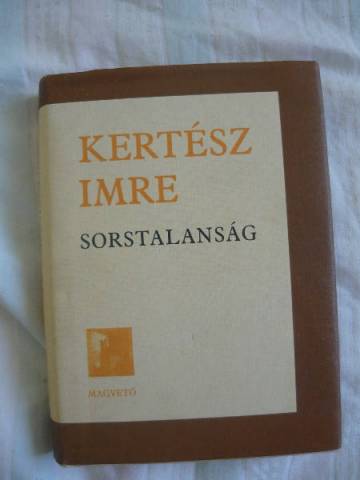 KERTÉSZ
IMRE
SORSTALANSÁG
MAGVETŐ